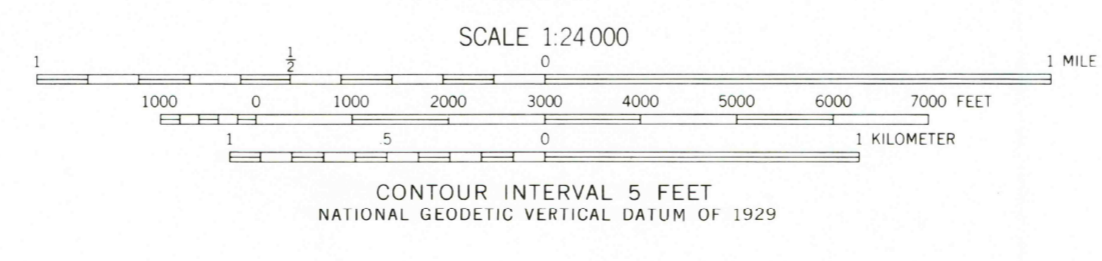 SCALE 1:24 000
1 1/2 0 1 MILE
1000 0 1000 2000 3000 4000 5000 6000 7000 FEET
1 .5 0 1 KILOMETER
CONTOUR INTERVAL 5 FEET
NATIONAL GEODETIC VERTICAL DATUM OF 1929